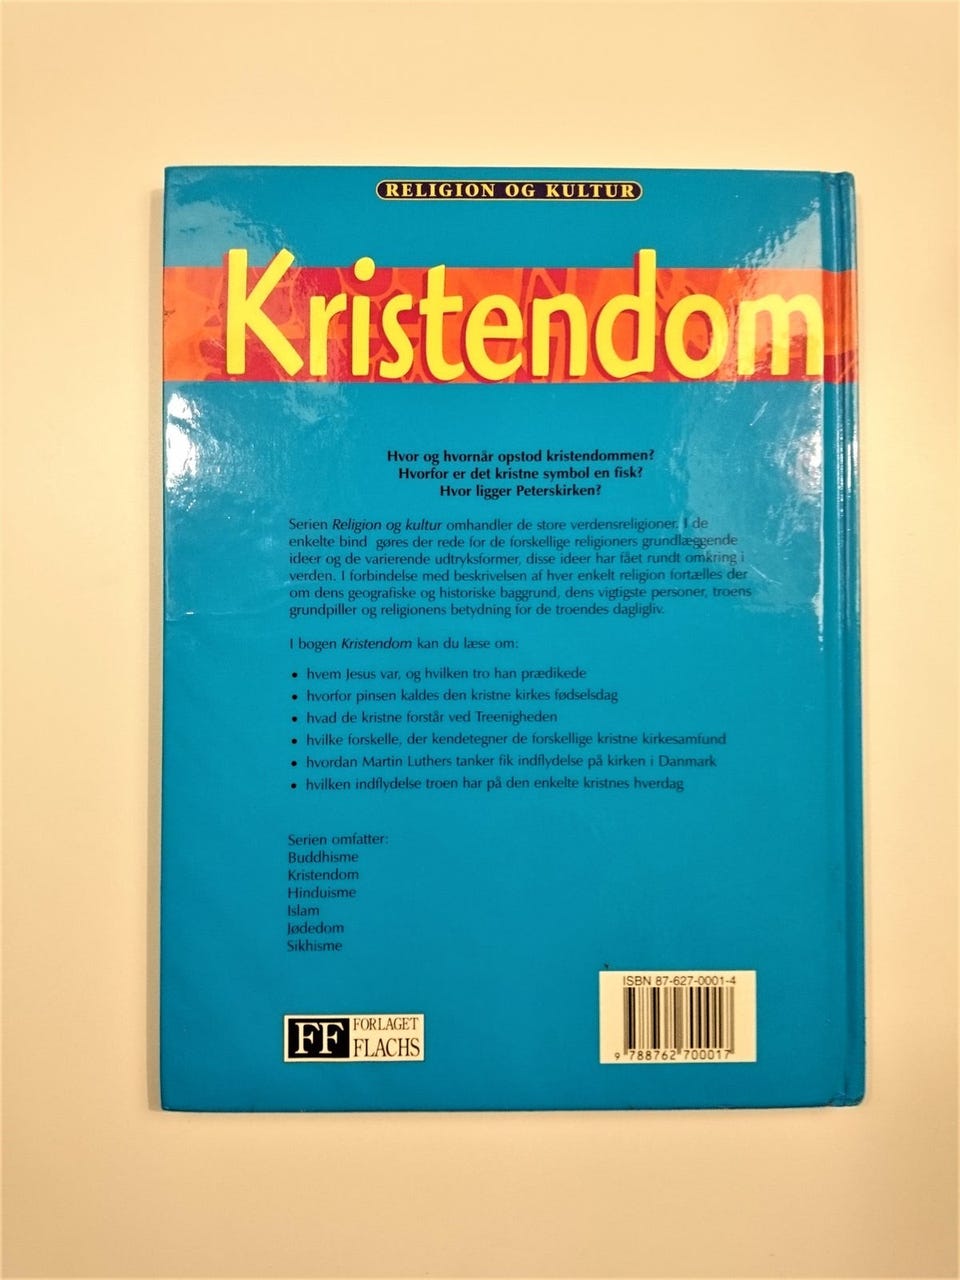 RELIGION OG KULTUR
Kristendom
Hvor og hvornår opstod kristendommen?
Hvorfor er det kristne symbol en fisk?
Hvor ligger Peterskirken?
Serien Religion og kultur omhandler de store verdensreligioner. I de
enkelte bind gøres der rede for de forskellige religioners grundlæggende
ideer og de varierende udtryksformer, disse ideer har fået rundt omkring i
verden. I forbindelse med beskrivelsen af hver enkelt religion fortælles der
om dens geografiske og historiske baggrund, dens vigtigste personer, troens
grundpiller og religionens betydning for de troendes dagligliv.
I bogen Kristendom kan du læse om:
• hvem Jesus var, og hvilken tro han prædikede
• hvorfor pinsen kaldes den kristne kirkes fødselsdag
• hvad de kristne forstår ved Treenigheden
• hvilke forskelle, der kendetegner de forskellige kristne kirkesamfund
• hvordan Martin Luthers tanker fik indflydelse på kirken i Danmark
• hvilken indflydelse troen har på den enkelte kristnes hverdag
Serien omfatter:
Buddhisme
Kristendom
Hinduisme
Islam
Jødedom
Sikhisme
FF FORLAGET
FLACHS
ISBN 87-627-0001-4
9 788762 700017